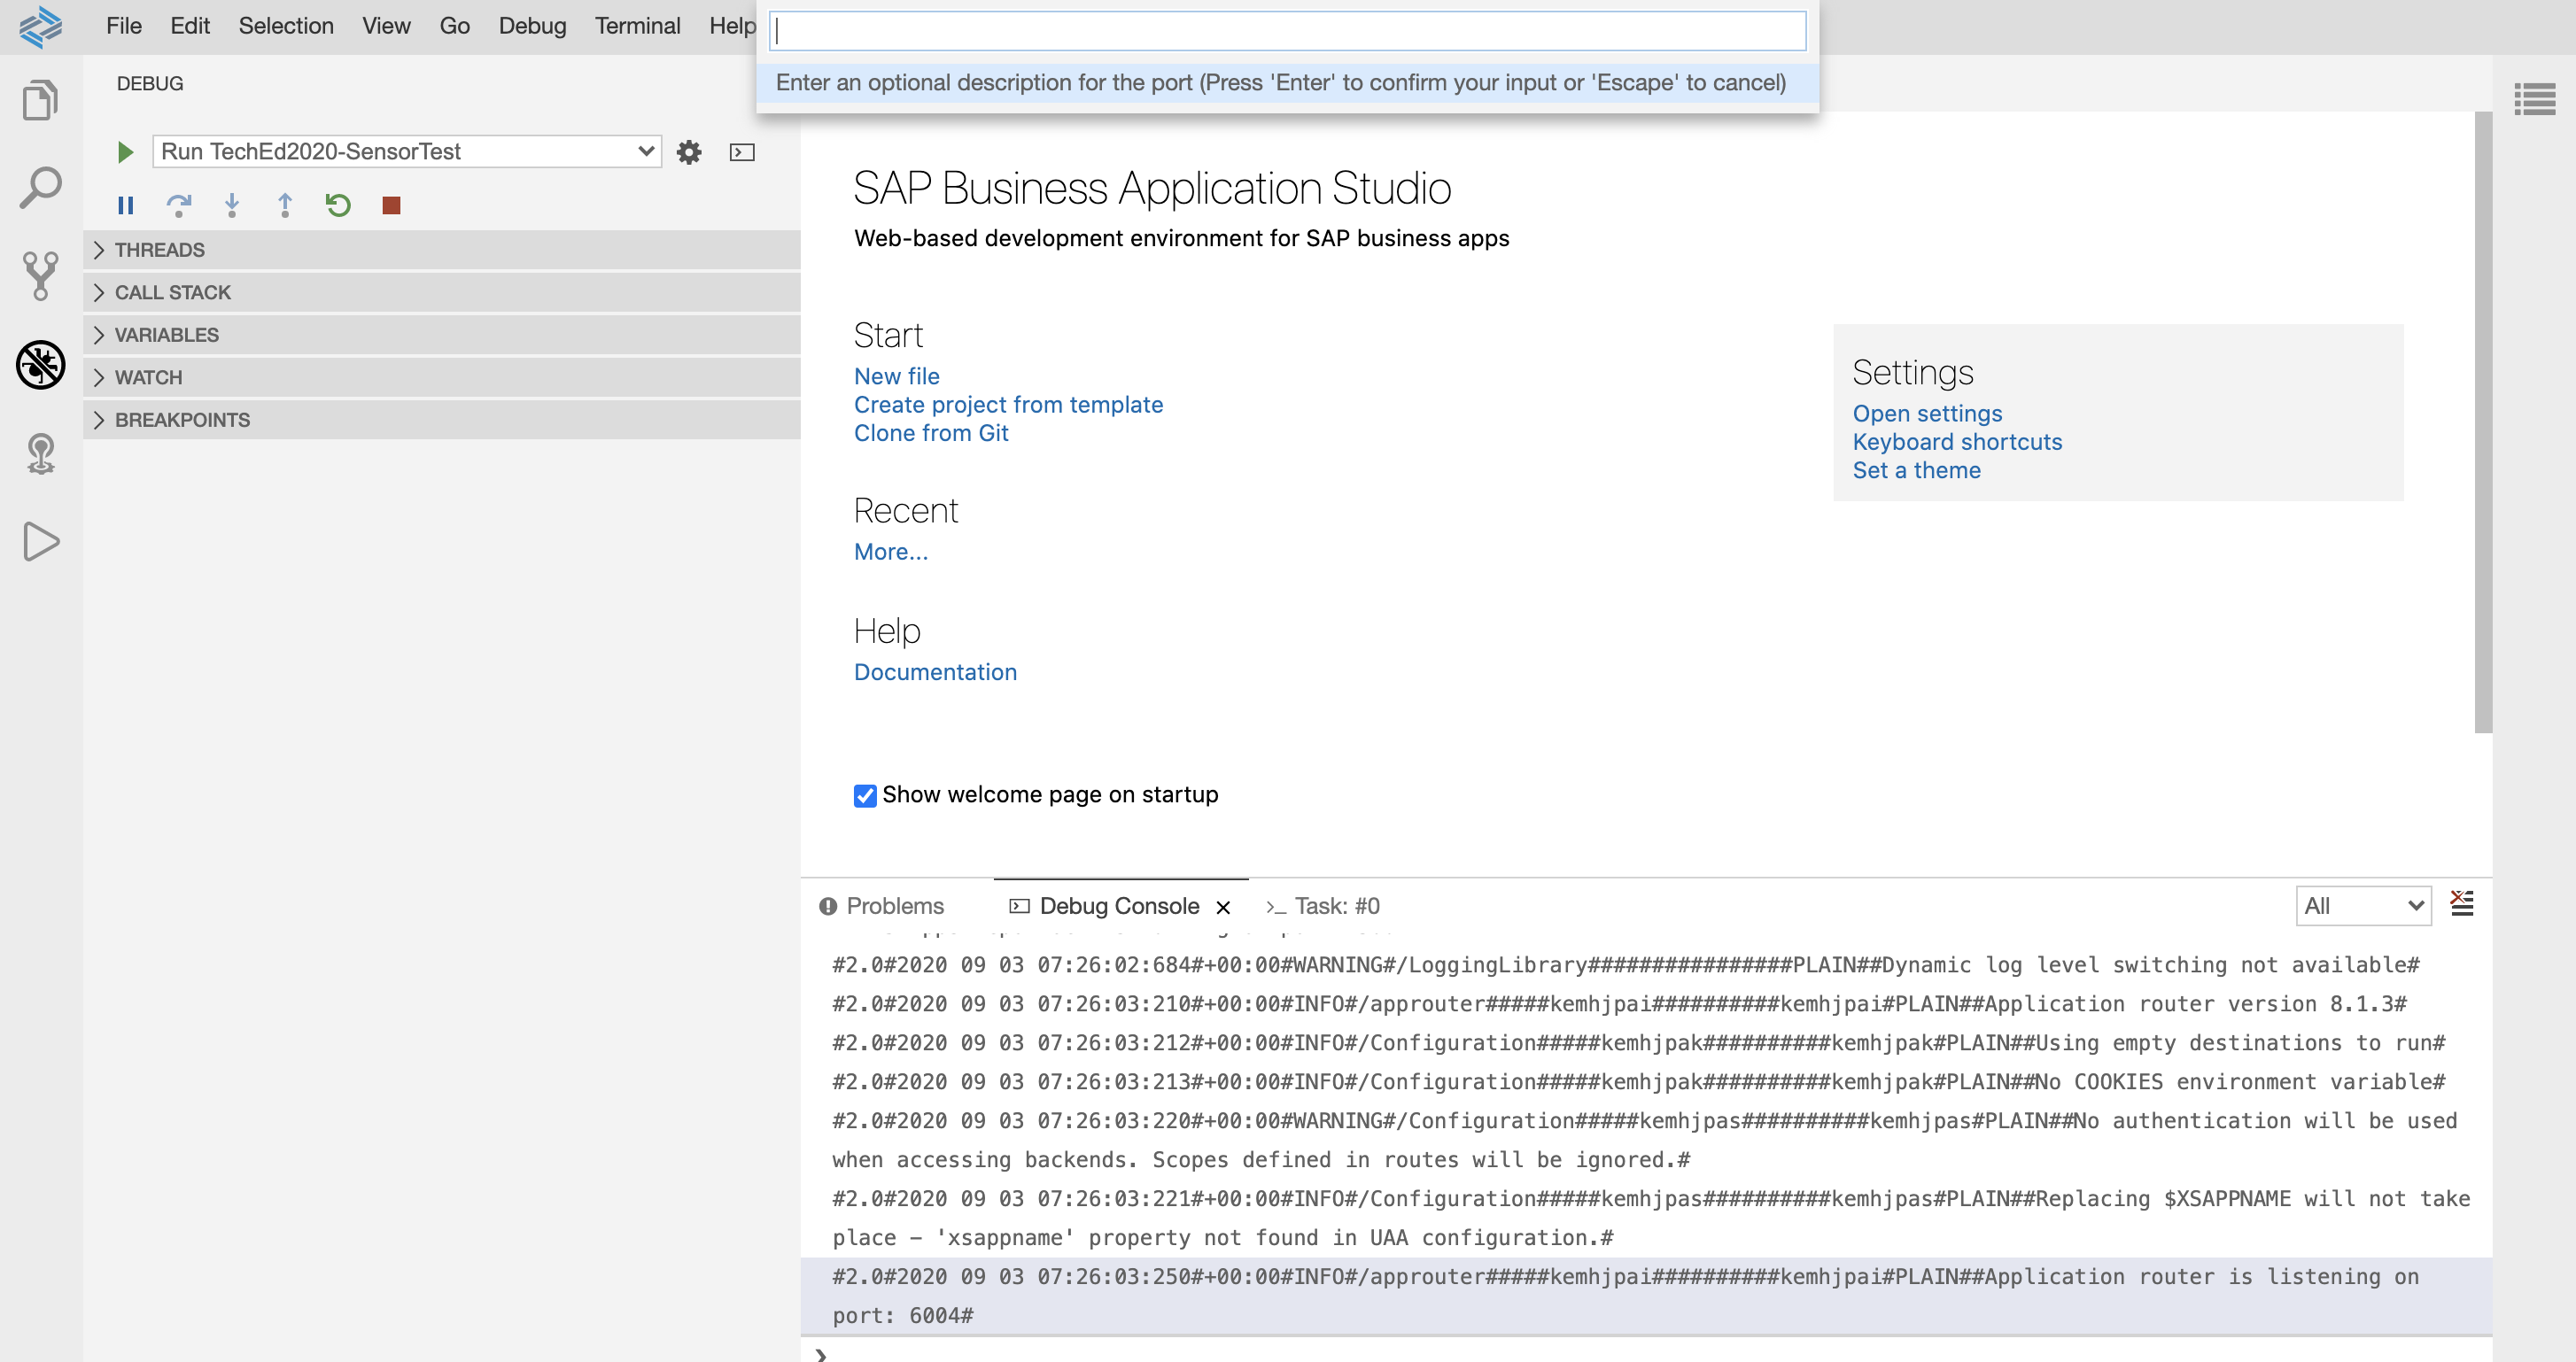 File Edit Selection View Go Debug Terminal Help
Enter an optional description for the port (Press 'Enter' to confirm your input or 'Escape' to cancel)
DEBUG
Run TechEd2020-SensorTest
THREADS
CALL STACK
VARIABLES
WATCH
BREAKPOINTS
SAP Business Application Studio
Web-based development environment for SAP business apps
Start
New file
Create project from template
Clone from Git
Recent
More...
Help
Documentation
Settings
Open settings
Keyboard shortcuts
Set a theme
Show welcome page on startup
Problems Debug Console Task: #0 All
#2.0#2020 09 03 07:26:02:684#+00:00#WARNING#/LoggingLibrary################PLAIN##Dynamic log level switching not available#
#2.0#2020 09 03 07:26:03:210#+00:00#INFO#/approuter#####kemhjpai##########kemhjpai#PLAIN##Application router version 8.1.3#
#2.0#2020 09 03 07:26:03:212#+00:00#INFO#/Configuration#####kemhjpak##########kemhjpak#PLAIN##Using empty destinations to run#
#2.0#2020 09 03 07:26:03:213#+00:00#INFO#/Configuration#####kemhjpak##########kemhjpak#PLAIN##No COOKIES environment variable#
#2.0#2020 09 03 07:26:03:220#+00:00#WARNING#/Configuration#####kemhjpas##########kemhjpas#PLAIN##No authentication will be used
when accessing backends. Scopes defined in routes will be ignored.#
#2.0#2020 09 03 07:26:03:221#+00:00#INFO#/Configuration#####kemhjpas##########kemhjpas#PLAIN##Replacing $XSAPPNAME will not take
place – 'xsappname' property not found in UAA configuration.#
#2.0#2020 09 03 07:26:03:250#+00:00#INFO#/approuter#####kemhjpai##########kemhjpai#PLAIN##Application router is listening on
port: 6004#